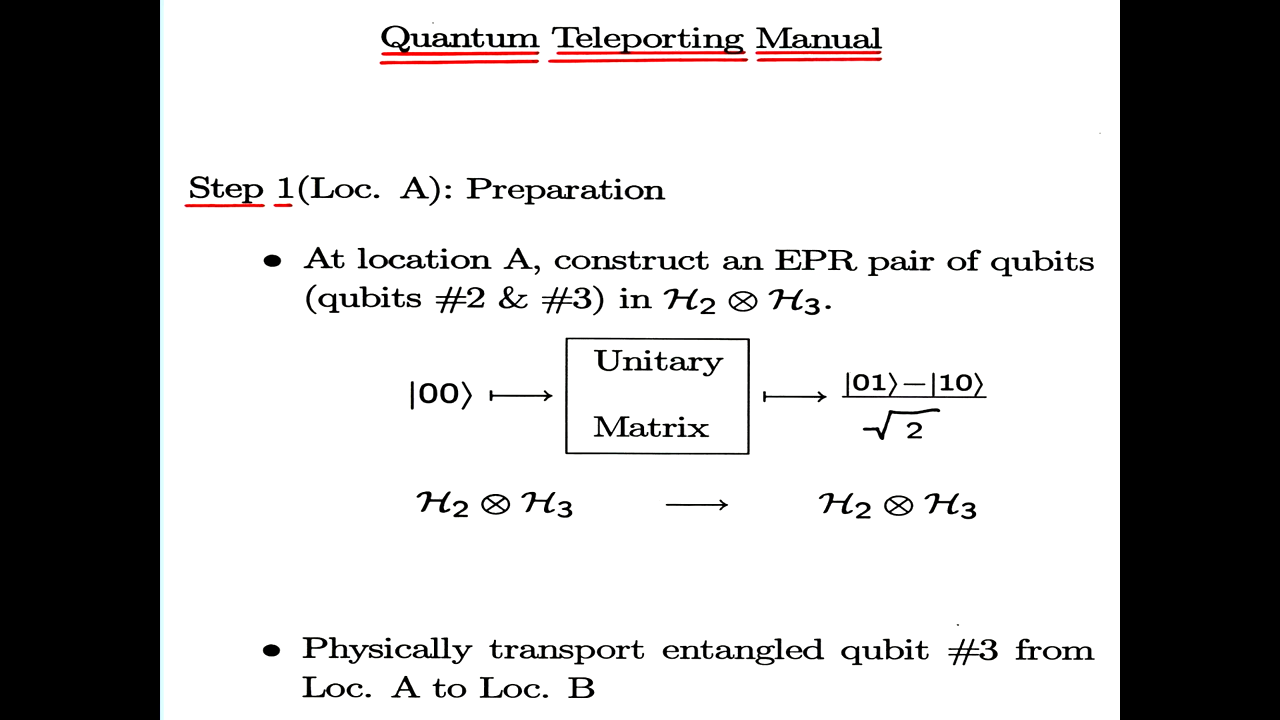 Quantum Teleporting Manual
Step 1(Loc. A): Preparation
• At location A, construct an EPR pair of qubits
(qubits #2 & #3) in ℋ₂ ⊗ ℋ₃.
Unitary
|00⟩ ⟼ Matrix ⟼ |01⟩−|10⟩ / √2
ℋ₂ ⊗ ℋ₃ ⟶ ℋ₂ ⊗ ℋ₃
• Physically transport entangled qubit #3 from
Loc. A to Loc. B